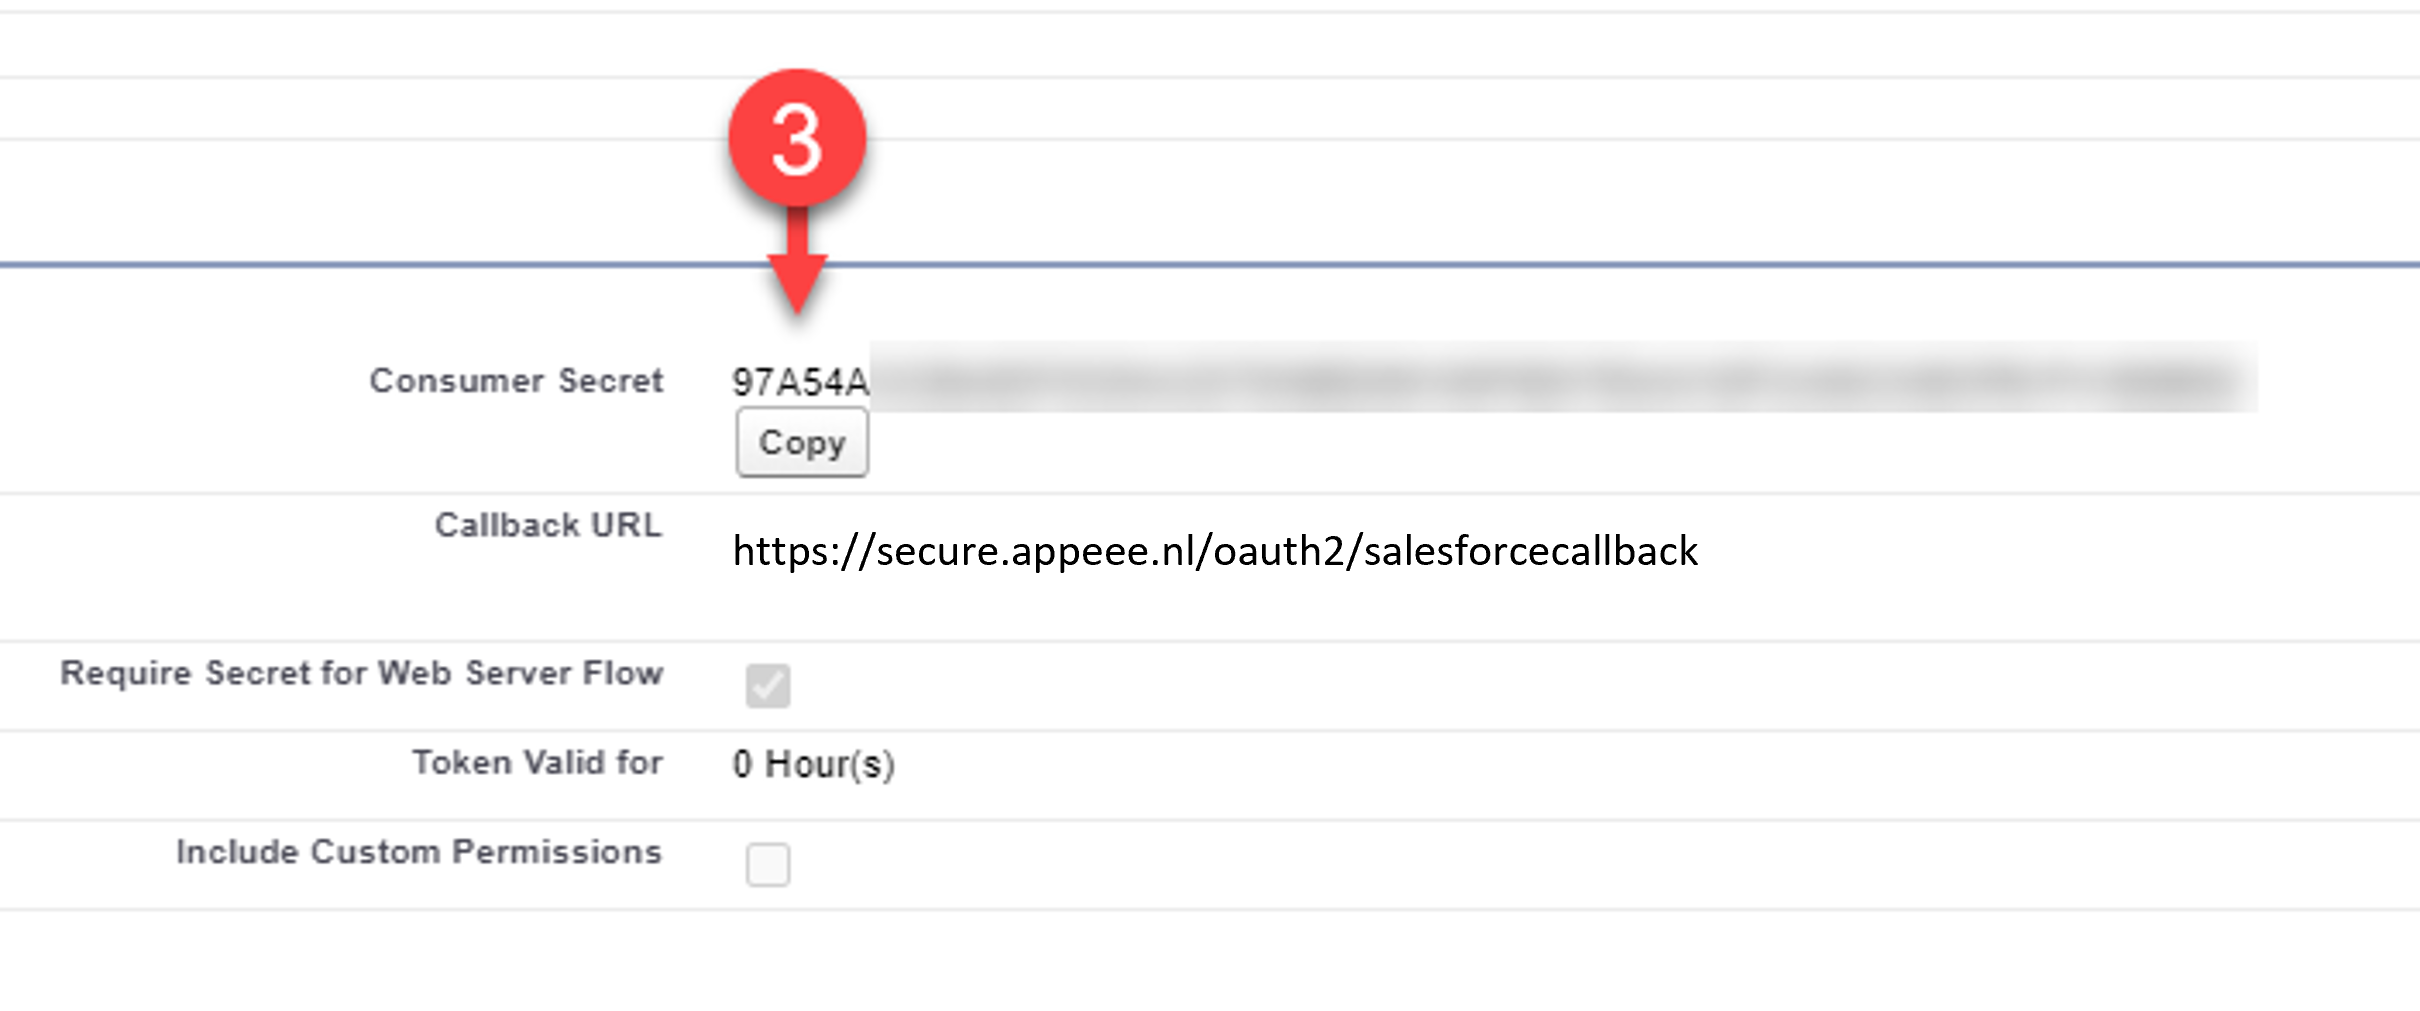 3
Consumer Secret 97A54A
Copy
Callback URL
https://secure.appeee.nl/oauth2/salesforcecallback
Require Secret for Web Server Flow
Token Valid for 0 Hour(s)
Include Custom Permissions